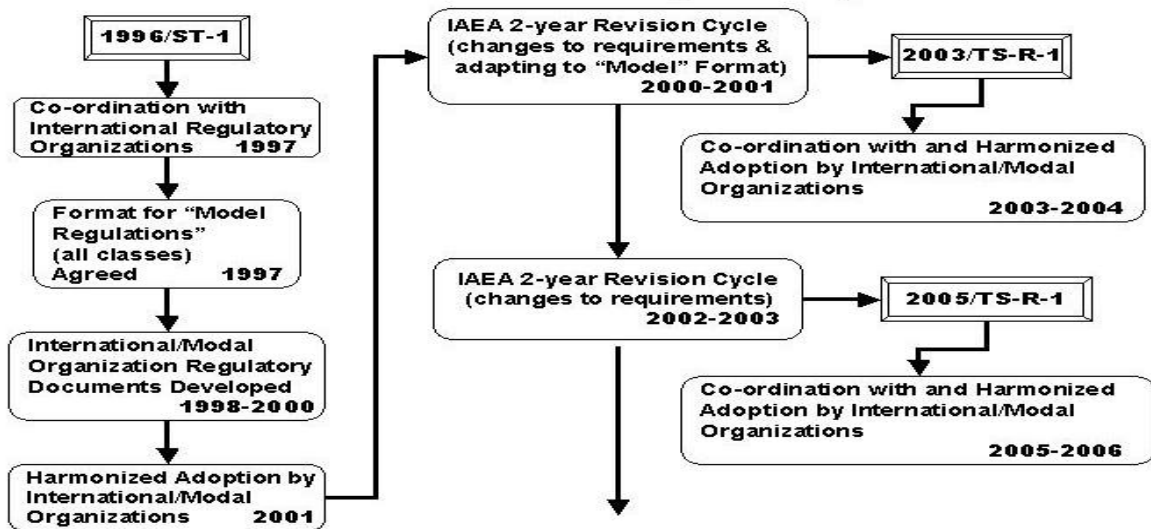 1996/ST-1
Co-ordination with
International Regulatory
Organizations 1997
Format for “Model
Regulations”
(all classes)
Agreed 1997
International/Modal
Organization Regulatory
Documents Developed
1998-2000
Harmonized Adoption by
International/Modal
Organizations 2001
IAEA 2-year Revision Cycle
(changes to requirements &
adapting to “Model” Format)
2000-2001
2003/TS-R-1
Co-ordination with and Harmonized
Adoption by International/Modal
Organizations
2003-2004
IAEA 2-year Revision Cycle
(changes to requirements)
2002-2003
2005/TS-R-1
Co-ordination with and Harmonized
Adoption by International/Modal
Organizations
2005-2006